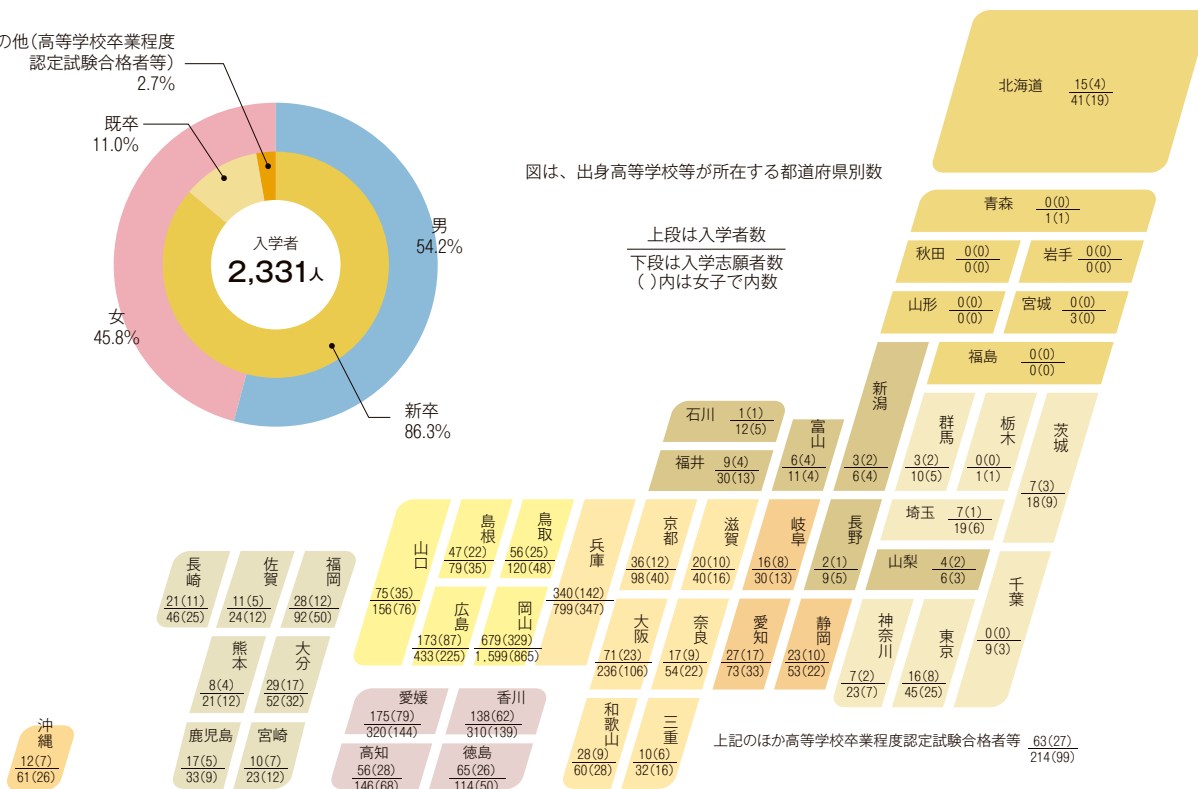 の他(高等学校卒業程度
認定試験合格者等)
2.7%
既卒
11.0%
入学者
2,331人
男
54.2%
女
45.8%
新卒
86.3%
図は、出身高等学校等が所在する都道府県別数
上段は入学者数
下段は入学志願者数
( )内は女子で内数
北海道
15(4)
41(19)
青森
0(0)
1(1)
秋田
0(0)
0(0)
岩手
0(0)
0(0)
山形
0(0)
0(0)
宮城
0(0)
3(0)
福島
0(0)
0(0)
新潟
3(2)
6(4)
群馬
3(2)
10(5)
栃木
0(0)
1(1)
茨城
7(3)
18(9)
石川
1(1)
12(5)
福井
9(4)
30(13)
富山
6(4)
11(4)
埼玉
7(1)
19(6)
長野
2(1)
9(5)
山梨
4(2)
6(3)
千葉
0(0)
9(3)
神奈川
7(2)
23(7)
東京
16(8)
45(25)
京都
36(12)
98(40)
滋賀
20(10)
40(16)
岐阜
16(8)
30(13)
大阪
71(23)
236(106)
奈良
17(9)
54(22)
愛知
27(17)
73(33)
静岡
23(10)
53(22)
和歌山
28(9)
60(28)
三重
10(6)
32(16)
兵庫
340(142)
799(347)
山口
75(35)
156(76)
島根
47(22)
79(35)
鳥取
56(25)
120(48)
広島
173(87)
433(225)
岡山
679(329)
1,599(865)
愛媛
175(79)
320(144)
香川
138(62)
310(139)
高知
56(28)
146(68)
徳島
65(26)
114(50)
長崎
21(11)
46(25)
佐賀
11(5)
24(12)
福岡
28(12)
92(50)
熊本
8(4)
21(12)
大分
29(17)
52(32)
鹿児島
17(5)
33(9)
宮崎
10(7)
23(12)
沖縄
12(7)
61(26)
上記のほか高等学校卒業程度認定試験合格者等
63(27)
214(99)